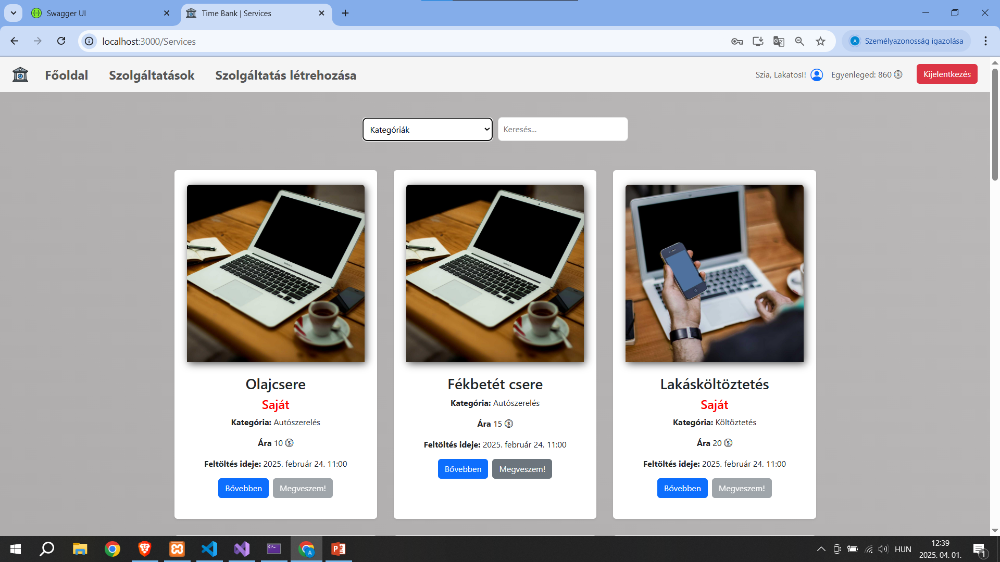 Swagger UI
Time Bank | Services
localhost:3000/Services
Személyazonosság igazolása
Főoldal
Szolgáltatások
Szolgáltatás létrehozása
Szia, LakatosI!
Egyenleged: 860
Kijelentkezés
Kategóriák
Keresés...
Olajcsere
Saját
Kategória: Autószerelés
Ára 10
Feltöltés ideje: 2025. február 24. 11:00
Bővebben
Megveszem!
Fékbetét csere
Kategória: Autószerelés
Ára 15
Feltöltés ideje: 2025. február 24. 11:00
Bővebben
Megveszem!
Lakásköltöztetés
Saját
Kategória: Költöztetés
Ára 20
Feltöltés ideje: 2025. február 24. 11:00
Bővebben
Megveszem!
HUN
12:39
2025. 04. 01.
1